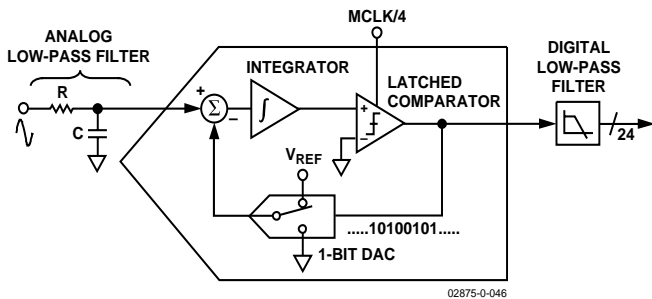 MCLK/4
ANALOG
LOW-PASS FILTER
R
C
+
Σ
−
INTEGRATOR
∫
LATCHED
COMPARATOR
+
−
DIGITAL
LOW-PASS
FILTER
24
VREF
.....10100101.....
1-BIT DAC
02875-0-046